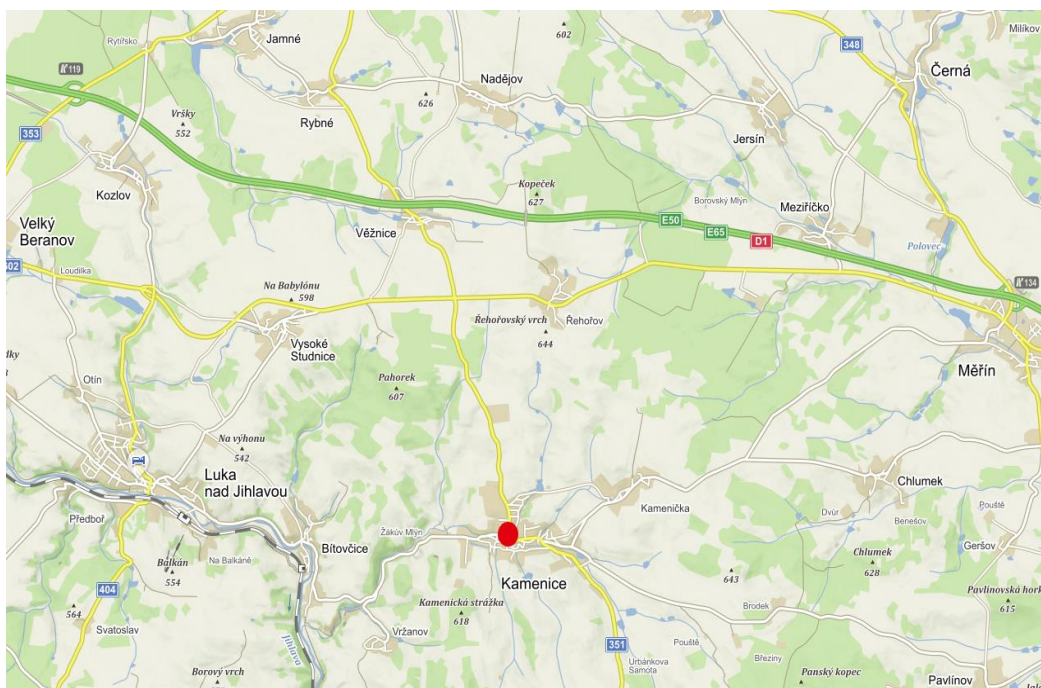 Rytířsko
Jamné
602
348
Milíkov
119
Nadějov
Černá
626
Vršky
552
Rybné
353
Jersín
Kozlov
Kopeček
627
Borovský Mlýn
Meziříčko
E50
E65
D1
Velký
Beranov
Věžnice
Polovec
602
Loudilka
134
Na Babylónu
598
Řehořovský vrch
644
Řehořov
Vysoké
Studnice
Měřín
Otín
Pahorek
607
Na výhonu
542
Luka
nad Jihlavou
Chlumek
Kamenička
Předboř
Dvůr
Benešov
Pouště
Žákův Mlýn
Bítovčice
Geršov
Na Balkáně
Balkán
554
Chlumek
628
Kamenice
643
404
Pavlinovská hork
615
564
Kamenická strážka
618
Brodek
Svatoslav
Vržanov
Jihlava
351
Pouště
Urbánkova
Samota
Březiny
Borový vrch
Panský kopec
Pavlínov